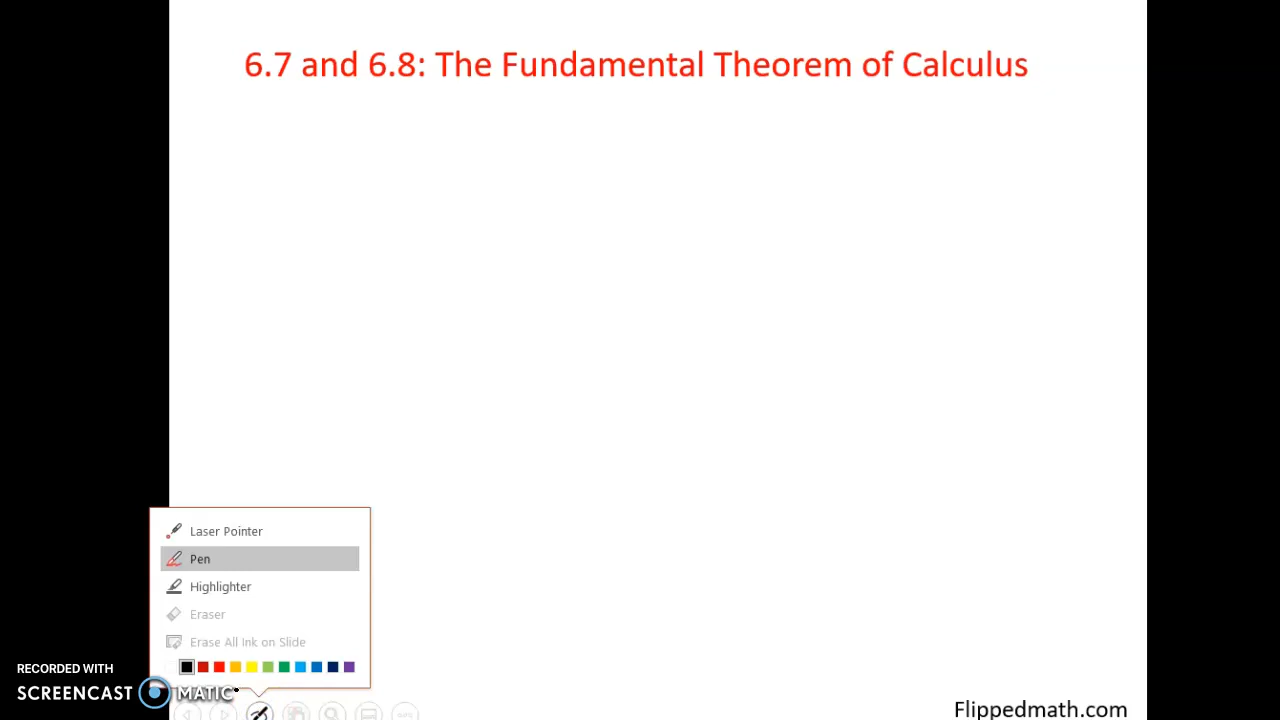 6.7 and 6.8: The Fundamental Theorem of Calculus
Laser Pointer
Pen
Highlighter
Eraser
Erase All Ink on Slide
RECORDED WITH
SCREENCAST MATIC
Flippedmath.com